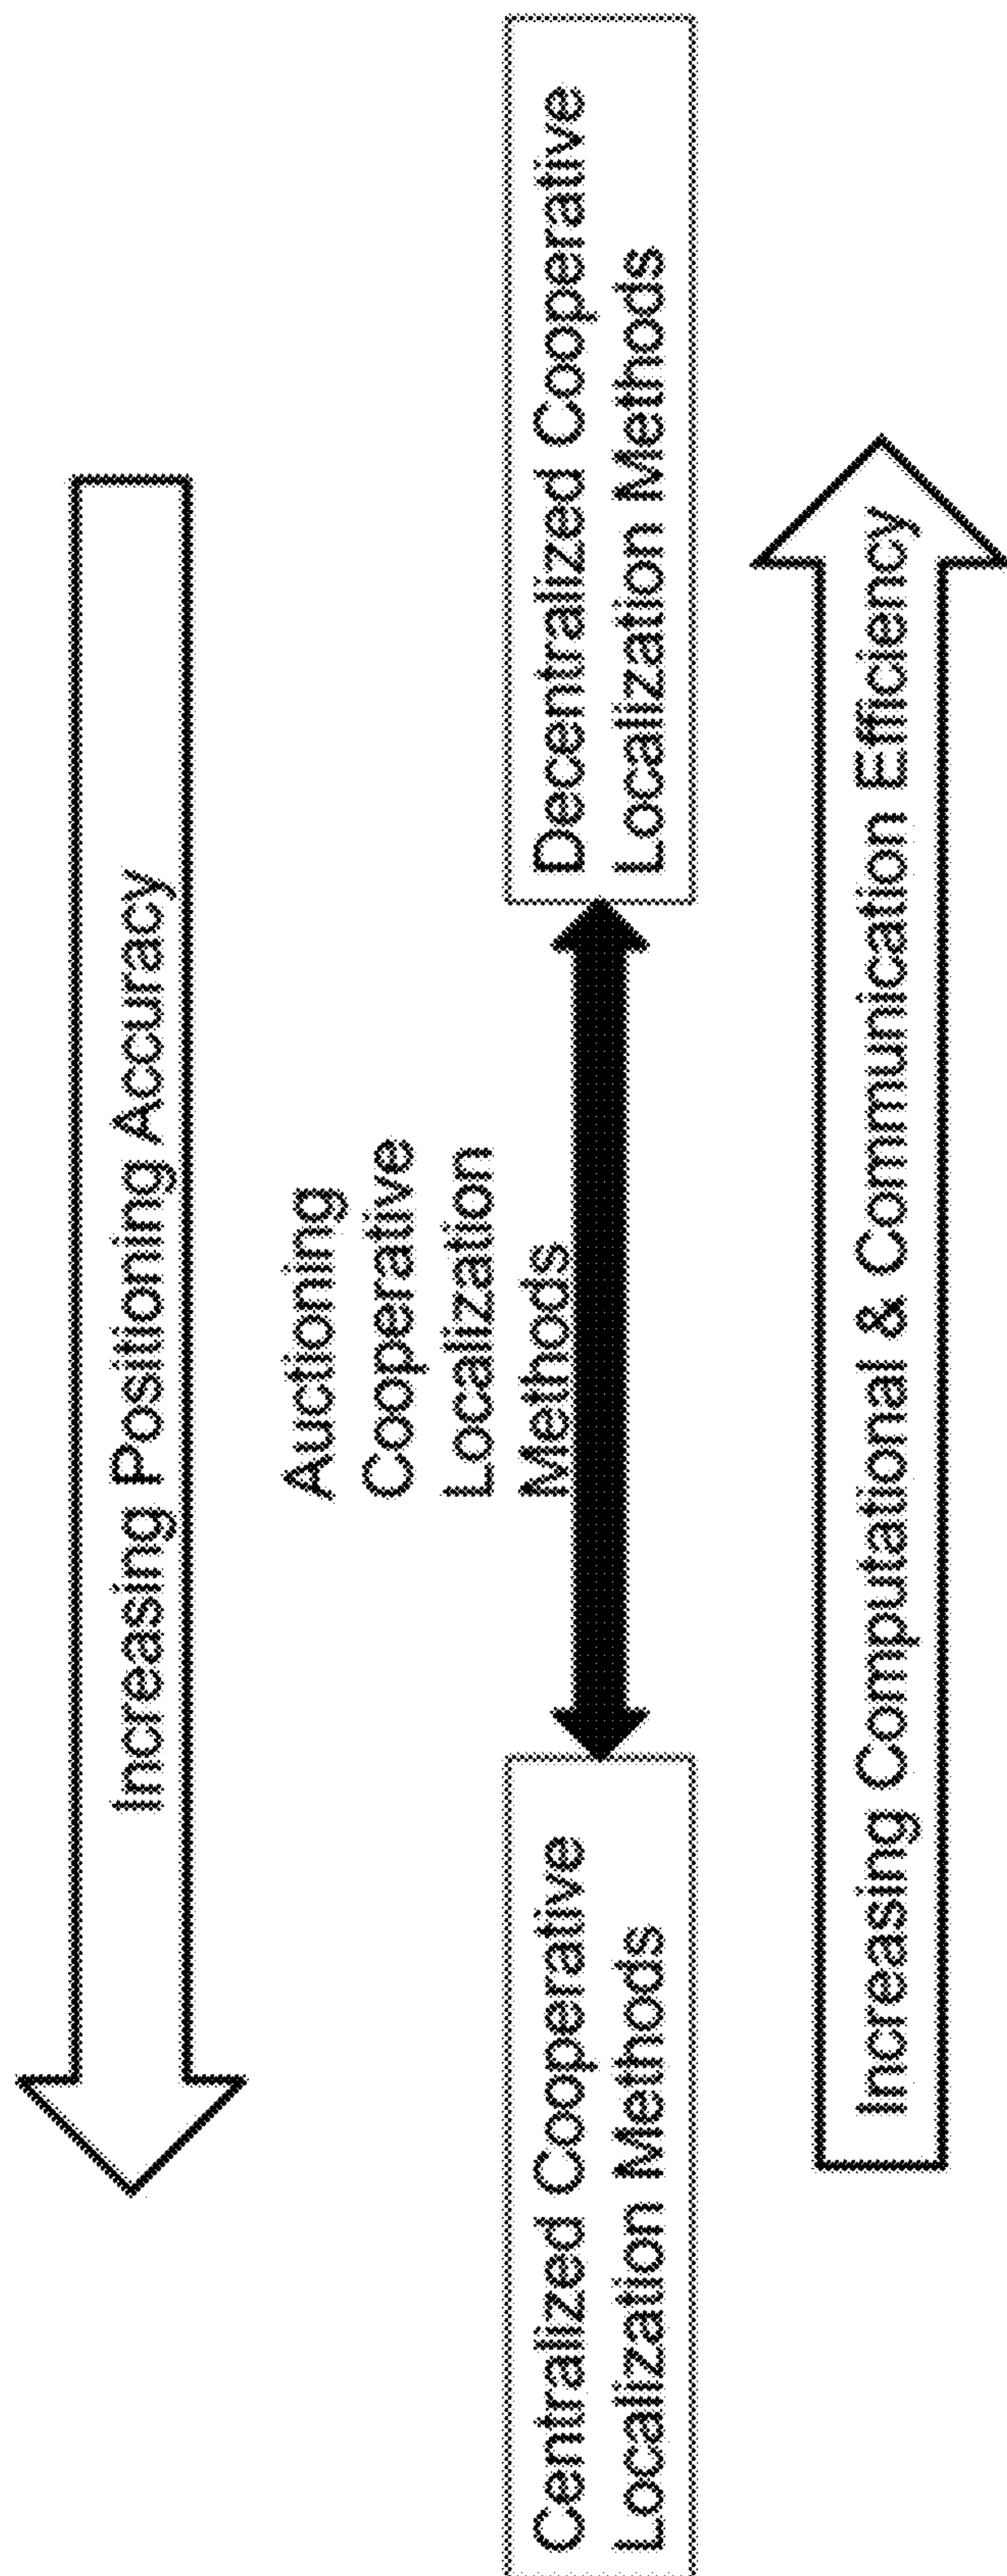 Increasing Positioning Accuracy
Auctioning
Cooperative
Localization
Methods
Centralized Cooperative
Localization Methods
Decentralized Cooperative
Localization Methods
Increasing Computational & Communication Efficiency